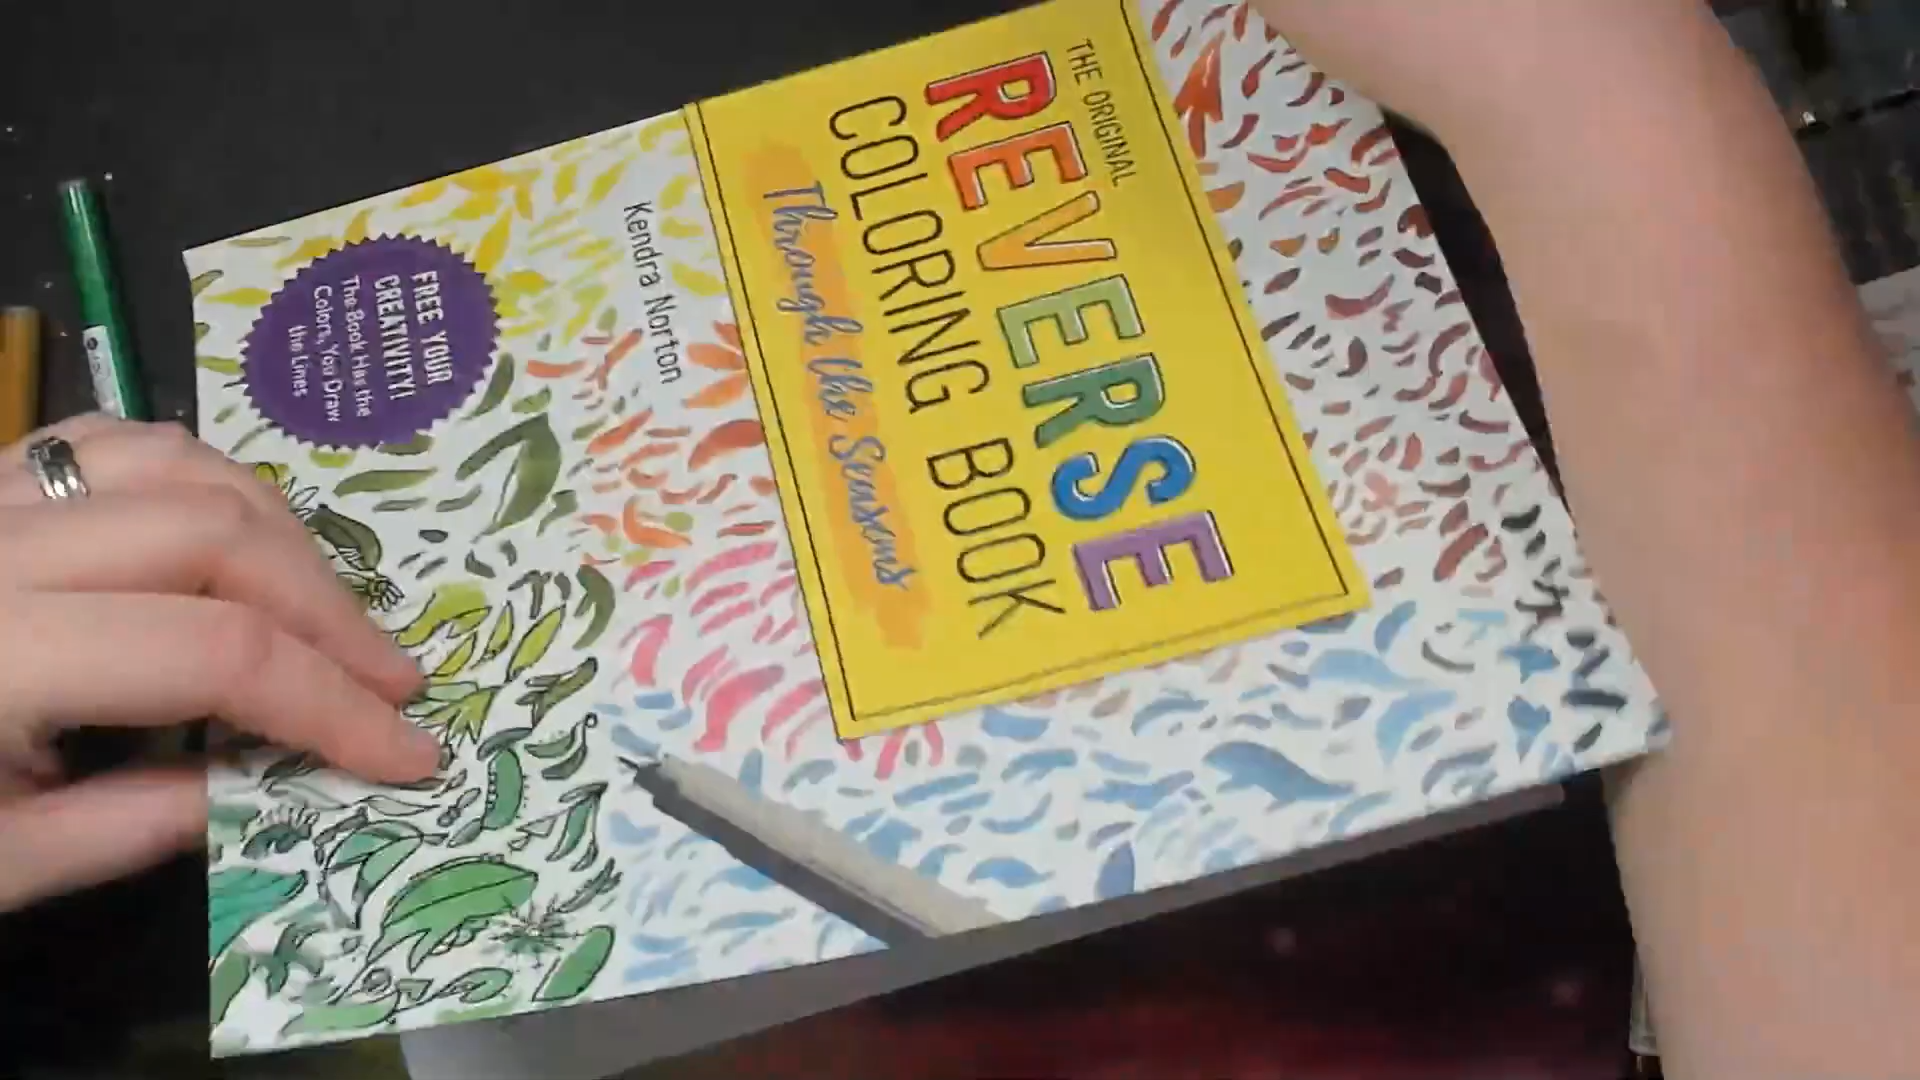 THE ORIGINAL
REVERSE
COLORING BOOK
Through the Seasons
Kendra Norton
FREE YOUR
CREATIVITY!
The Book Has the
Colors, You Draw
the Lines